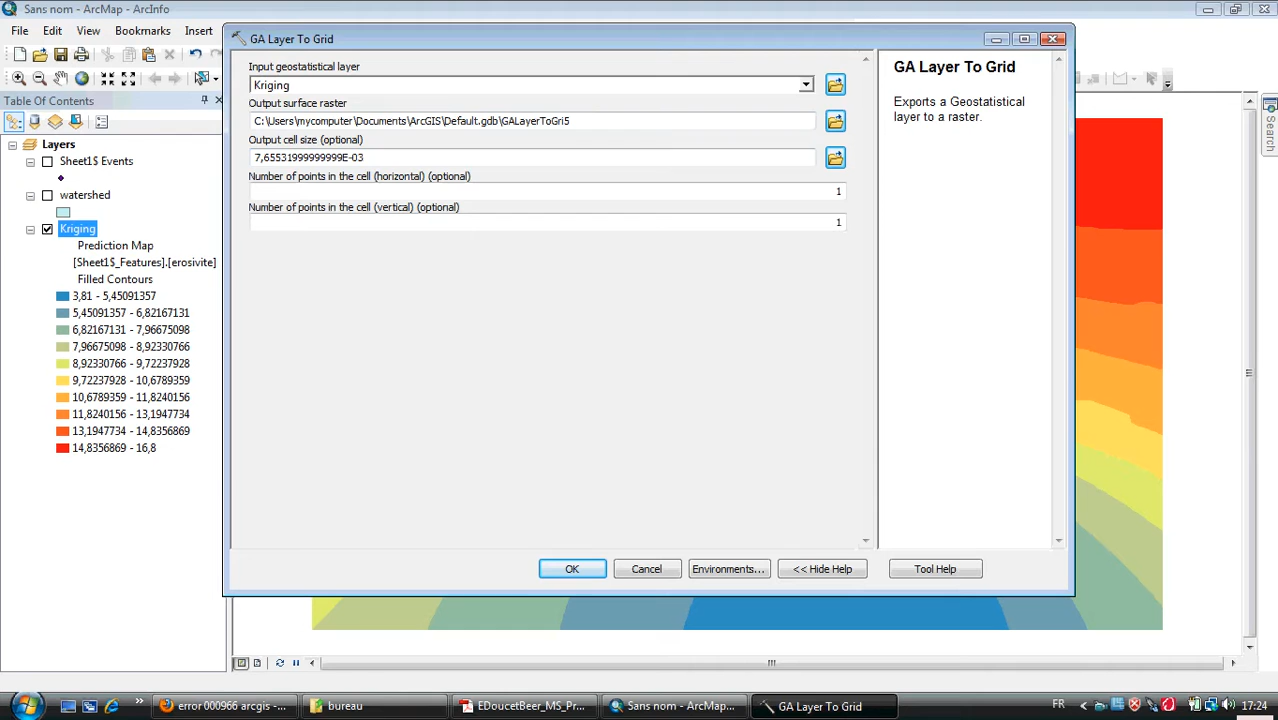 Sans nom - ArcMap - ArcInfo
File Edit View Bookmarks Insert
GA Layer To Grid
Table Of Contents
Layers
Sheet1$ Events
watershed
Kriging
Prediction Map
[Sheet1$_Features].[erosivite]
Filled Contours
3,81 - 5,45091357
5,45091357 - 6,82167131
6,82167131 - 7,96675098
7,96675098 - 8,92330766
8,92330766 - 9,72237928
9,72237928 - 10,6789359
10,6789359 - 11,8240156
11,8240156 - 13,1947734
13,1947734 - 14,8356869
14,8356869 - 16,8
Input geostatistical layer
Kriging
Output surface raster
C:\Users\mycomputer\Documents\ArcGIS\Default.gdb\GALayerToGri5
Output cell size (optional)
7,65531999999999E-03
Number of points in the cell (horizontal) (optional)
1
Number of points in the cell (vertical) (optional)
1
GA Layer To Grid
Exports a Geostatistical
layer to a raster.
OK Cancel Environments... << Hide Help Tool Help
Search
error 000966 arcgis - ... bureau EDoucetBeer_MS_Pr... Sans nom - ArcMap... GA Layer To Grid FR 17:24